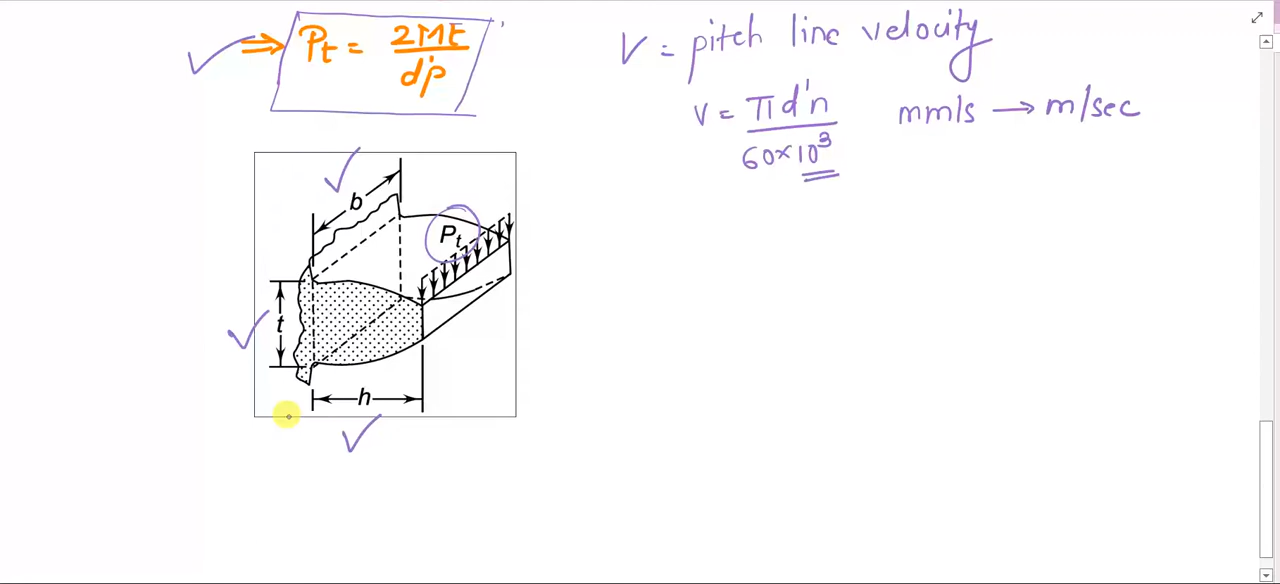 ⇒ Pt = 2Mt / d'p
V = pitch line velocity
v = πd'n / 60×10³ mm/s → m/sec
b
Pt
t
h